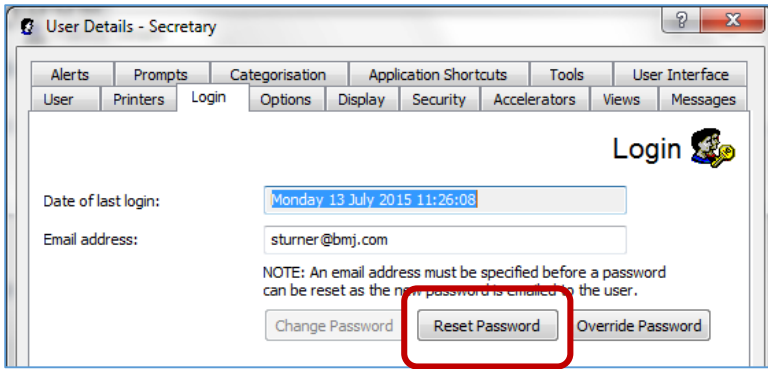 User Details - Secretary
Alerts Prompts Categorisation Application Shortcuts Tools User Interface
User Printers Login Options Display Security Accelerators Views Messages
Login
Date of last login: Monday 13 July 2015 11:26:08
Email address: sturner@bmj.com
NOTE: An email address must be specified before a password
can be reset as the new password is emailed to the user.
Change Password Reset Password Override Password